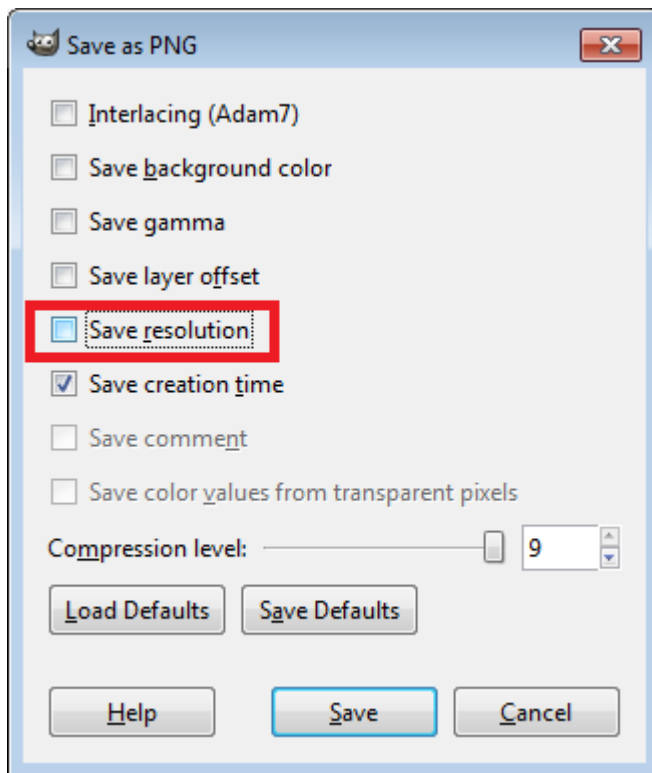 Save as PNG
Interlacing (Adam7)
Save background color
Save gamma
Save layer offset
Save resolution
Save creation time
Save comment
Save color values from transparent pixels
Compression level: 9
Load Defaults Save Defaults
Help Save Cancel